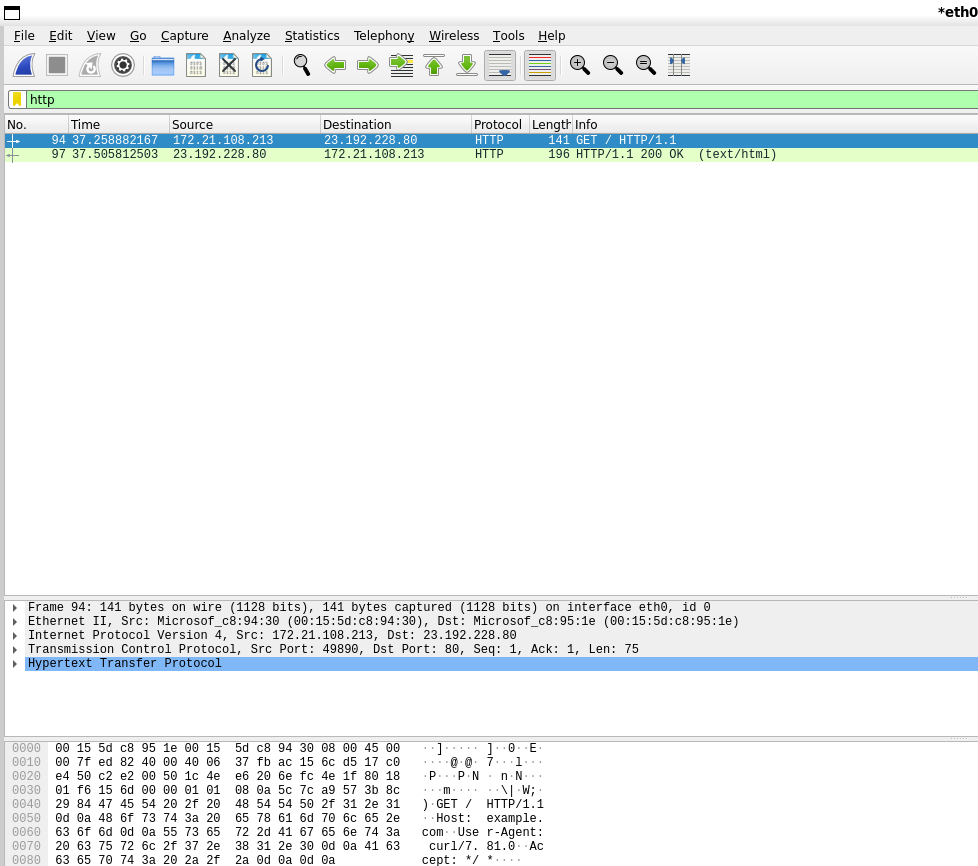 *eth0
File Edit View Go Capture Analyze Statistics Telephony Wireless Tools Help
http
No. Time Source Destination Protocol Length Info
94 37.258882167 172.21.108.213 23.192.228.80 HTTP 141 GET / HTTP/1.1
97 37.505812503 23.192.228.80 172.21.108.213 HTTP 196 HTTP/1.1 200 OK (text/html)
Frame 94: 141 bytes on wire (1128 bits), 141 bytes captured (1128 bits) on interface eth0, id 0
Ethernet II, Src: Microsof_c8:94:30 (00:15:5d:c8:94:30), Dst: Microsof_c8:95:1e (00:15:5d:c8:95:1e)
Internet Protocol Version 4, Src: 172.21.108.213, Dst: 23.192.228.80
Transmission Control Protocol, Src Port: 49890, Dst Port: 80, Seq: 1, Ack: 1, Len: 75
Hypertext Transfer Protocol
0000 00 15 5d c8 95 1e 00 15 5d c8 94 30 08 00 45 00 ··]····· ]··0··E·
0010 00 7f ed 82 40 00 40 06 37 fb ac 15 6c d5 17 c0 ····@·@· 7···l···
0020 e4 50 c2 e2 00 50 1c 4e e6 20 6e fc 4e 1f 80 18 ·P···P·N · n·N···
0030 01 f6 15 6d 00 00 01 01 08 0a 5c 7c a9 57 3b 8c ···m···· ··\|·W;·
0040 29 84 47 45 54 20 2f 20 48 54 54 50 2f 31 2e 31 )·GET / HTTP/1.1
0050 0d 0a 48 6f 73 74 3a 20 65 78 61 6d 70 6c 65 2e ··Host: example.
0060 63 6f 6d 0d 0a 55 73 65 72 2d 41 67 65 6e 74 3a com··Use r-Agent:
0070 20 63 75 72 6c 2f 37 2e 38 31 2e 30 0d 0a 41 63 curl/7. 81.0··Ac
0080 63 65 70 74 3a 20 2a 2f 2a 0d 0a 0d 0a cept: */ *····